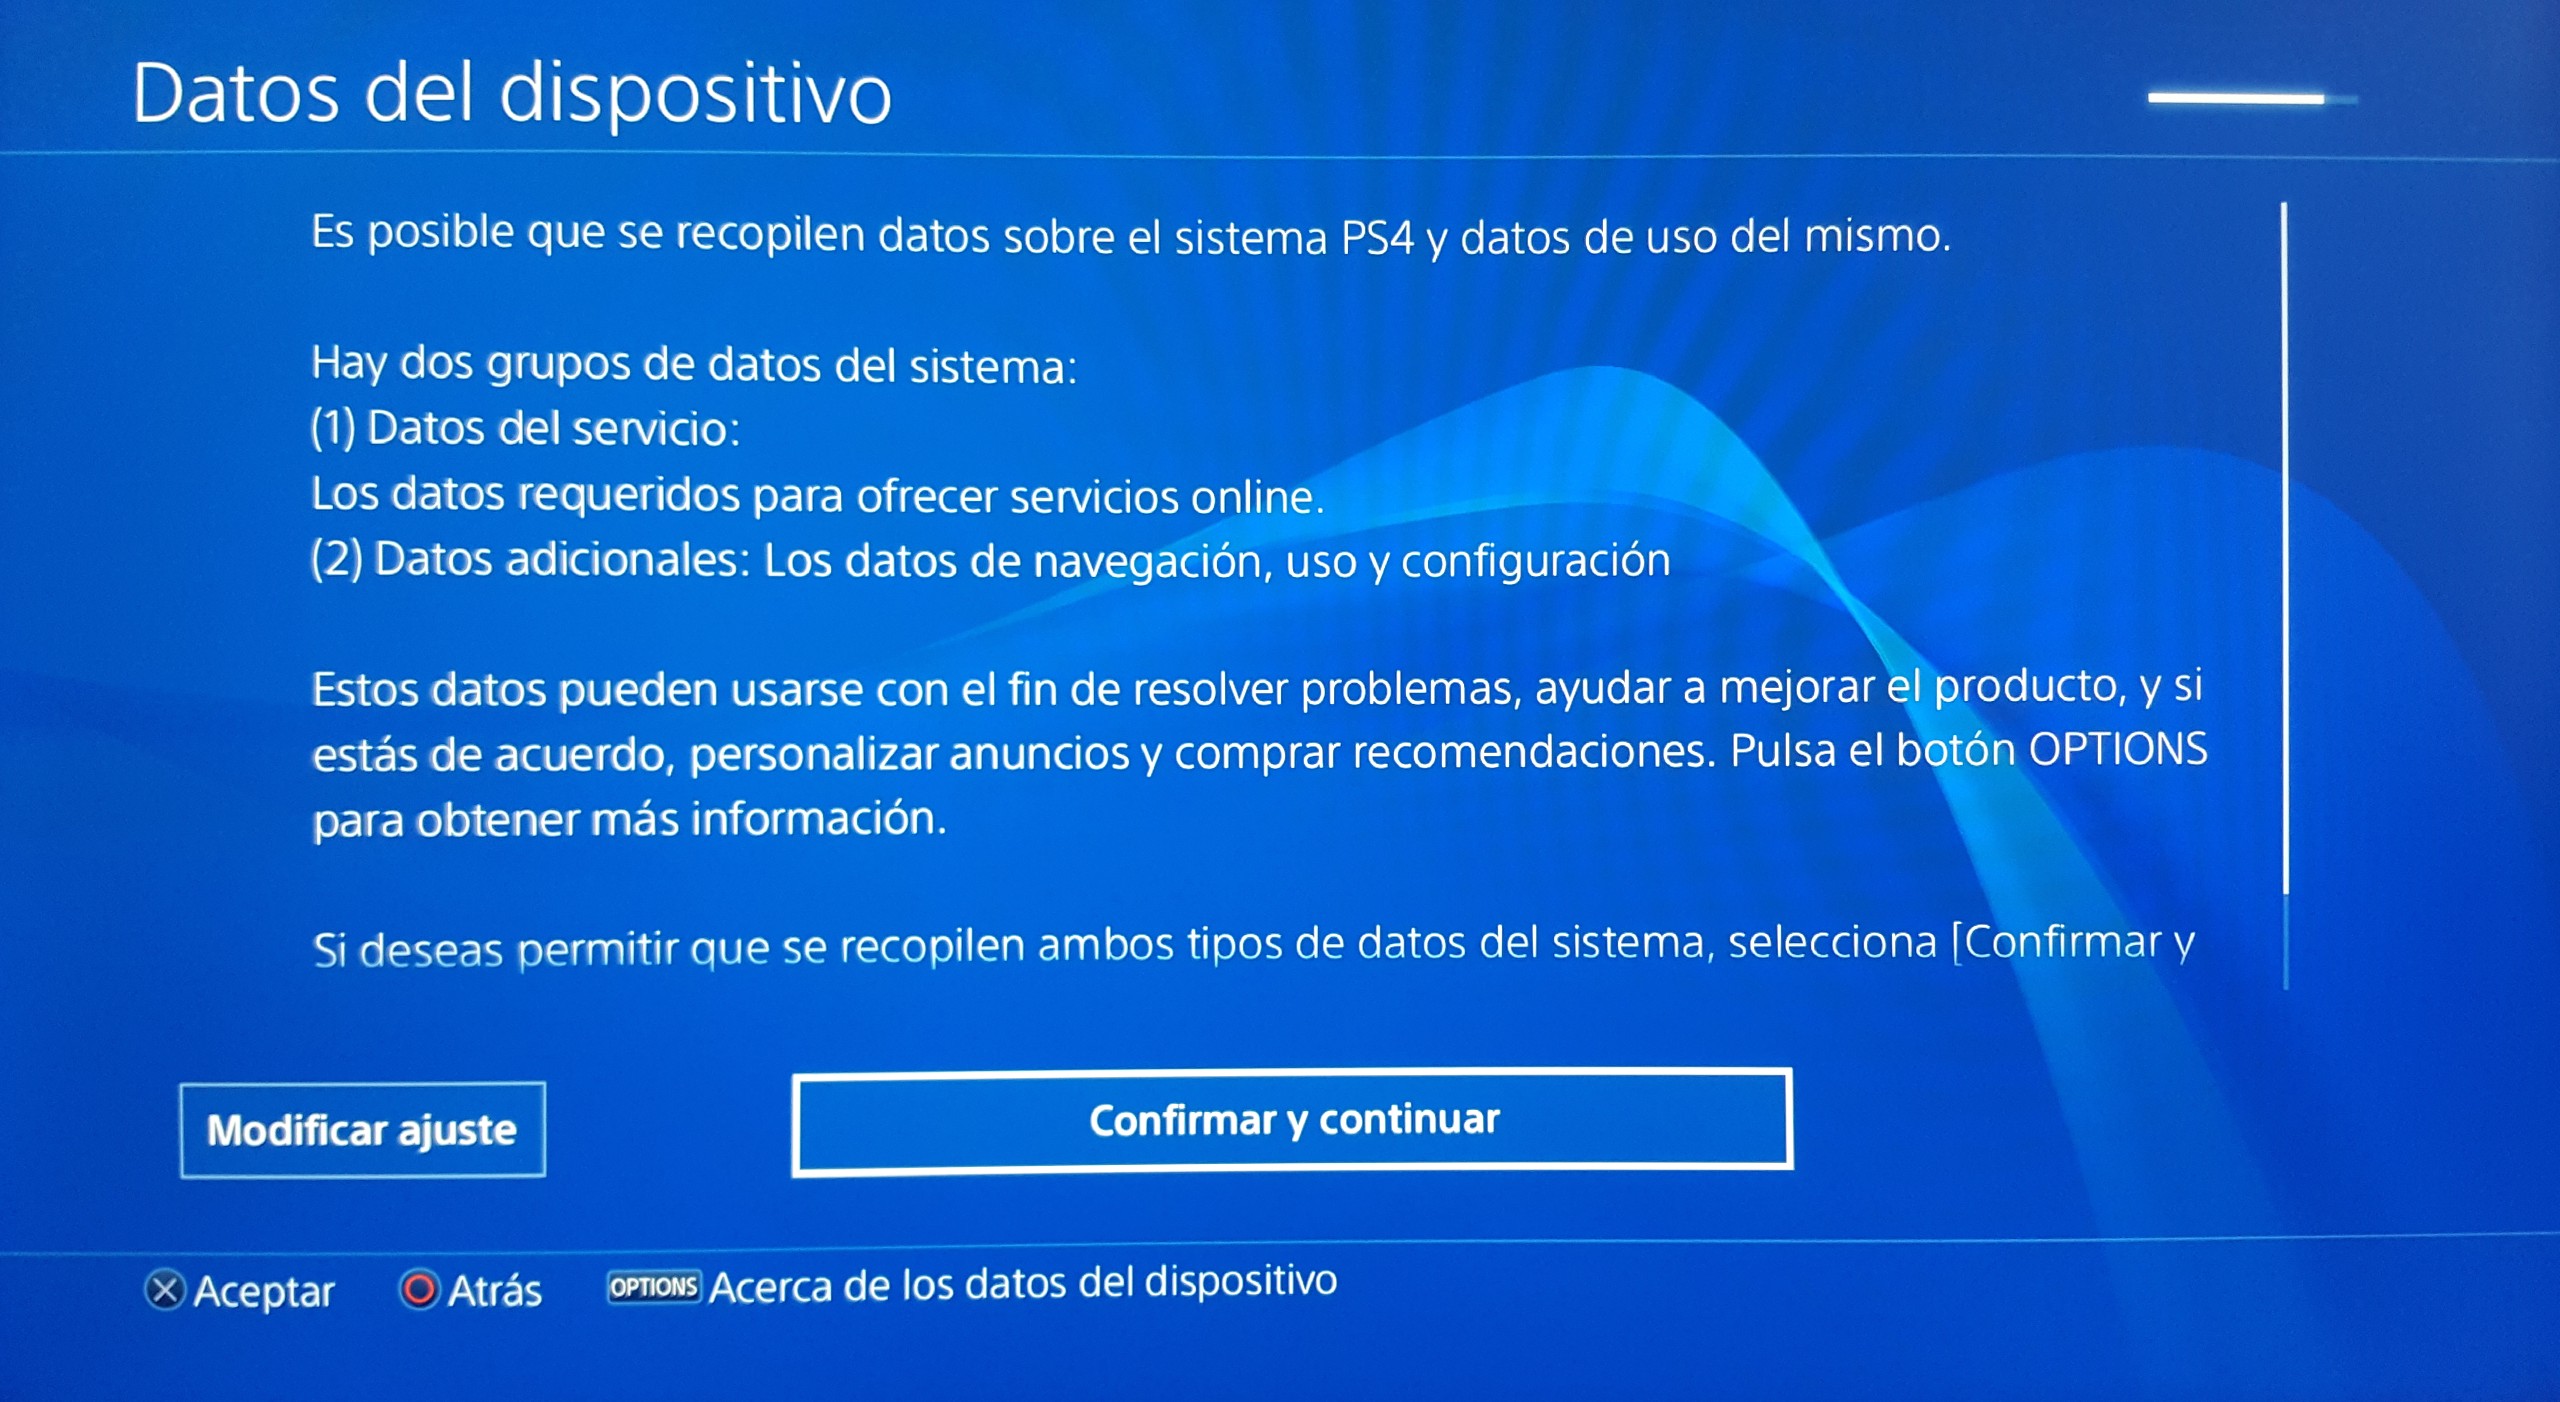 Datos del dispositivo
Es posible que se recopilen datos sobre el sistema PS4 y datos de uso del mismo.
Hay dos grupos de datos del sistema:
(1) Datos del servicio:
Los datos requeridos para ofrecer servicios online.
(2) Datos adicionales: Los datos de navegación, uso y configuración
Estos datos pueden usarse con el fin de resolver problemas, ayudar a mejorar el producto, y si
estás de acuerdo, personalizar anuncios y comprar recomendaciones. Pulsa el botón OPTIONS
para obtener más información.
Si deseas permitir que se recopilen ambos tipos de datos del sistema, selecciona [Confirmar y
Modificar ajuste
Confirmar y continuar
Aceptar Atrás OPTIONS Acerca de los datos del dispositivo